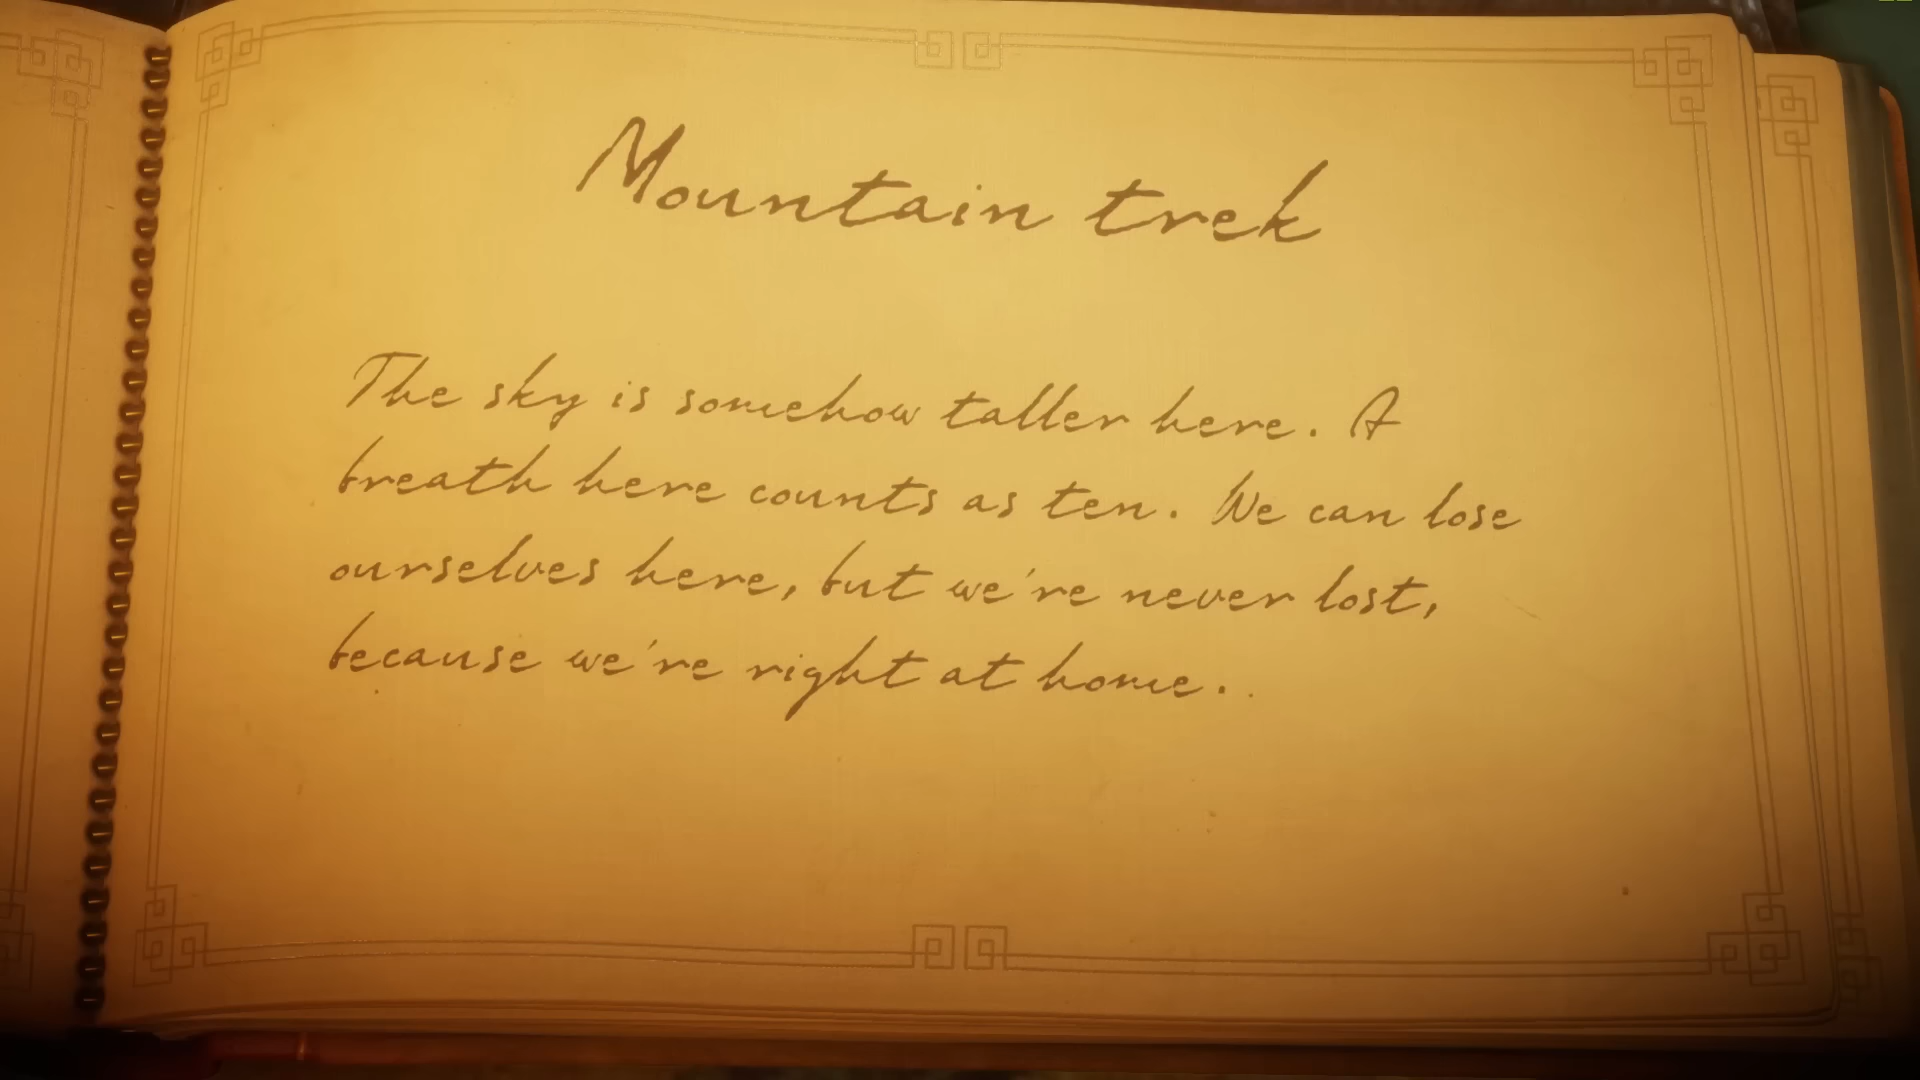 Mountain trek
The sky is somehow taller here. A
breath here counts as ten. We can lose
ourselves here, but we're never lost,
because we're right at home.